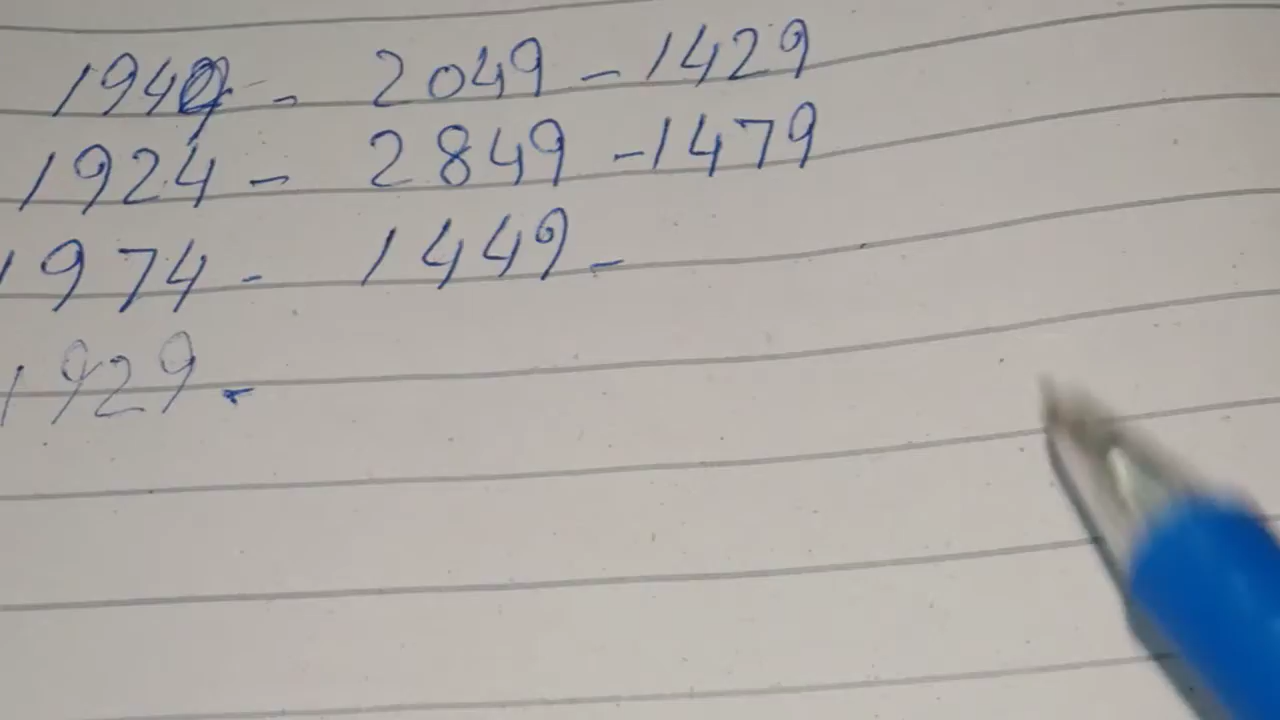 1949 - 2049 - 1429
1924 - 2849 - 1479
1974 - 1449 -
1929 -